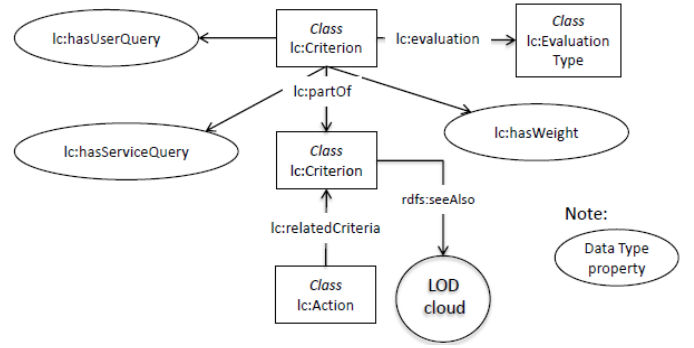 lc:hasUserQuery
Class
lc:Criterion
lc:evaluation
Class
lc:Evaluation
Type
lc:partOf
lc:hasServiceQuery
lc:hasWeight
Class
lc:Criterion
rdfs:seeAlso
lc:relatedCriteria
Class
lc:Action
LOD
cloud
Note:
Data Type
property